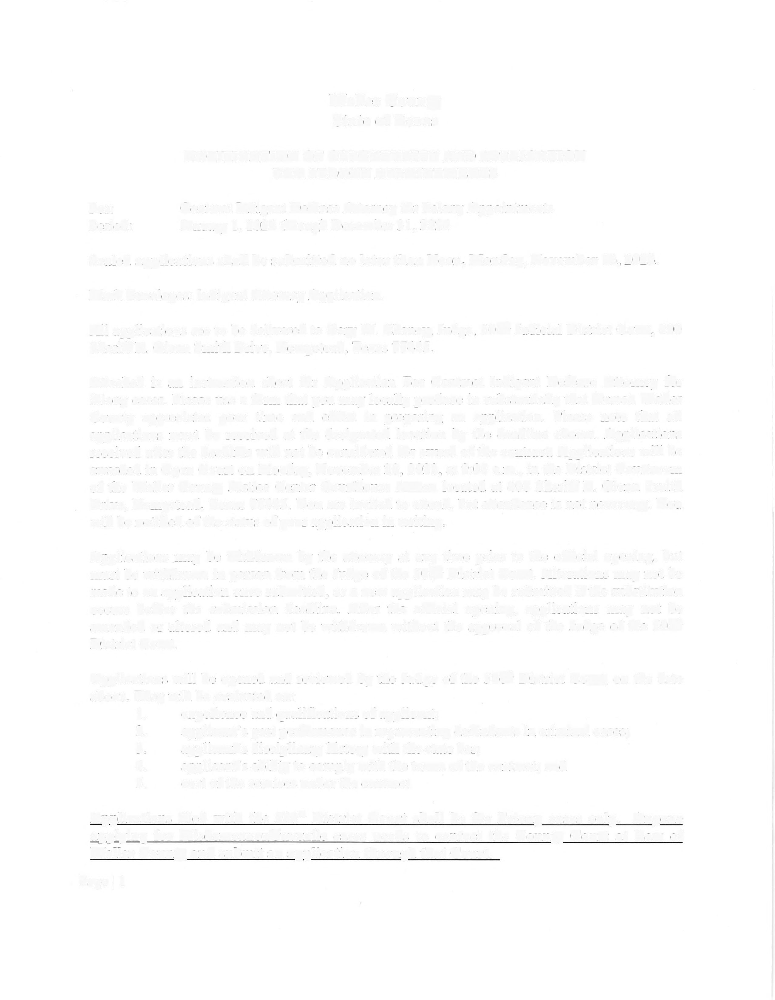 Waller County
State of Texas
NOTIFICATION OF OPPORTUNITY AND APPLICATION
FOR FELONY APPOINTMENTS
For: Contract Indigent Defense Attorney for Felony Appointments
Period: January 1, 2024 through December 31, 2024
Sealed applications shall be submitted no later than Noon, Monday, November 2023.
Mark Envelopes: Indigent Attorney Application.
All applications are to be delivered to Gary W. Chaney, Judge, 506th Judicial District Court,
Sheriff R. Glenn Smith Drive, Hempstead, Texas 77445.
Attached is an instruction sheet for Application For Contract Indigent Defense Attorney for
felony cases. Please use a form that you may locally produce in substantially that format. Waller
County appreciates your time and effort in preparing an application. Please note that all
applications must be received at the designated location by the deadline shown. Applications
received after the deadline will not be considered for award of the contract. Applications will be
awarded in Open Court on Monday, November 20, 2023, at 9:00 a.m., in the District Courtroom
of the Waller County Justice Center Courthouse located at Sheriff R. Glenn Smith
Drive, Hempstead, Texas 77445. You are invited to attend, but attendance is not necessary. You
will be notified of the status of your application in writing.
Applications may be withdrawn by the attorney at any time prior to the official opening, but
must be withdrawn in person from the Judge of the 506th District Court. Alterations may not be
made to an application once submitted, or a new application may be submitted if the substitution
occurs before the submission deadline. After the official opening, applications may not be
amended or altered and may not be withdrawn without the approval of the Judge of the 506th
District Court.
Applications will be opened and reviewed by the Judge of the 506th District Court, on the date
above. They will be evaluated on:
1. experience and qualifications of applicant;
2. applicant's past performance in representing defendants in criminal cases;
3. applicant's disciplinary history with the state bar;
4. applicant's ability to comply with the terms of the contract; and
5. cost of the services under the contract
Applications filed with the 506th District Court shall be for Felony cases only. Anyone
applying for Misdemeanor/Juvenile cases needs to contact the County Court at Law of
Waller County and submit an application through that Court.
Page | 1